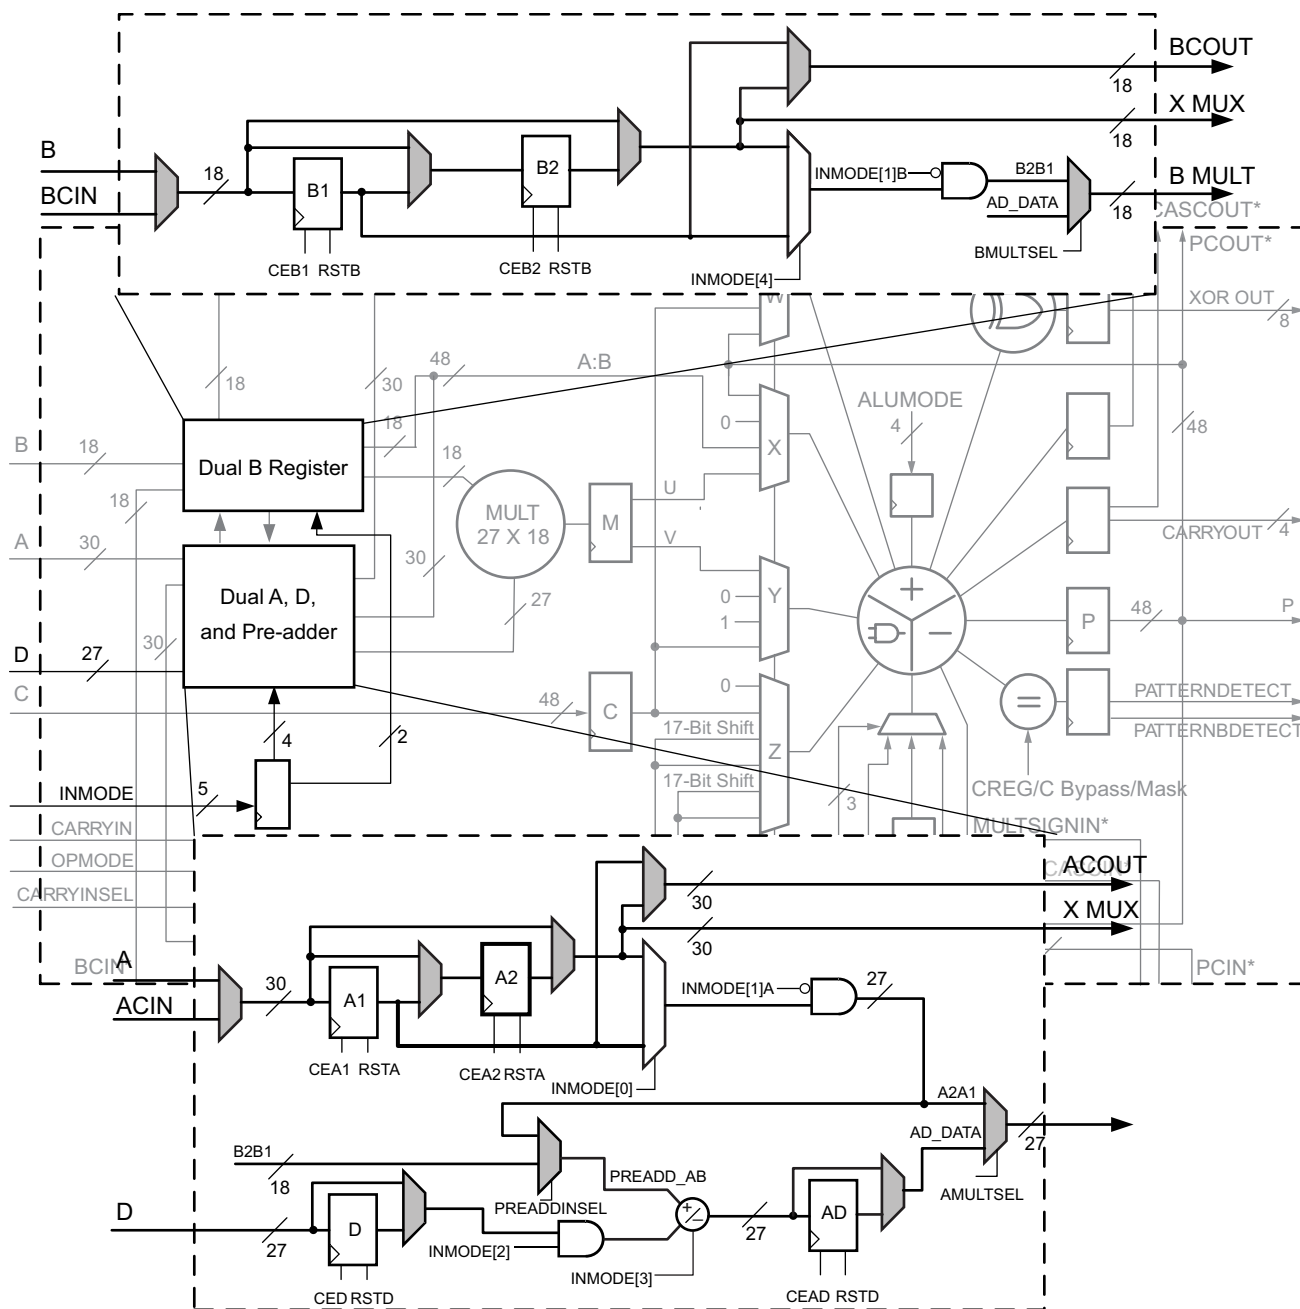 BCOUT
18
X MUX
18
B
18
B1
B2
INMODE[1]B
B2B1
B MULT
BCIN
AD_DATA
18
CASCOUT*
CEB1 RSTB
CEB2 RSTB
BMULTSEL
PCOUT*
INMODE[4]
W
XOR OUT
8
18
30
48
A:B
18
0
X
ALUMODE
4
48
B
18
Dual B Register
18
18
U
MULT
27 X 18
M
V
A
30
30
CARRYOUT
4
Dual A, D,
and Pre-adder
27
0
Y
1
48
P
P
D
27
30
C
48
C
0
17-Bit Shift
Z
17-Bit Shift
=
PATTERNDETECT
PATTERNBDETECT
4
2
INMODE
5
3
CREG/C Bypass/Mask
CARRYIN
MULTSIGNIN*
OPMODE
ACOUT
CARRYINSEL
30
X MUX
30
A
BCIN
PCIN*
30
A1
A2
INMODE[1]A
27
ACIN
CEA1 RSTA
CEA2 RSTA
INMODE[0]
A2A1
AD_DATA
27
B2B1
18
PREADD_AB
PREADDINSEL
AMULTSEL
D
27
D
INMODE[2]
+
–
27
AD
INMODE[3]
CED RSTD
CEAD RSTD